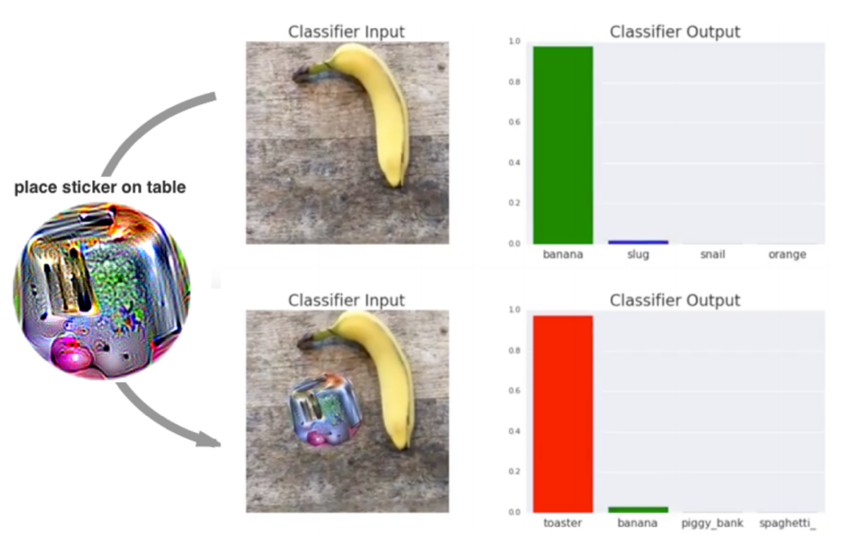 Classifier Input
Classifier Output
1.0
0.8
0.6
0.4
0.2
0.0
banana
slug
snail
orange
place sticker on table
Classifier Input
Classifier Output
1.0
0.8
0.6
0.4
0.2
0.0
toaster
banana
piggy_bank
spaghetti_